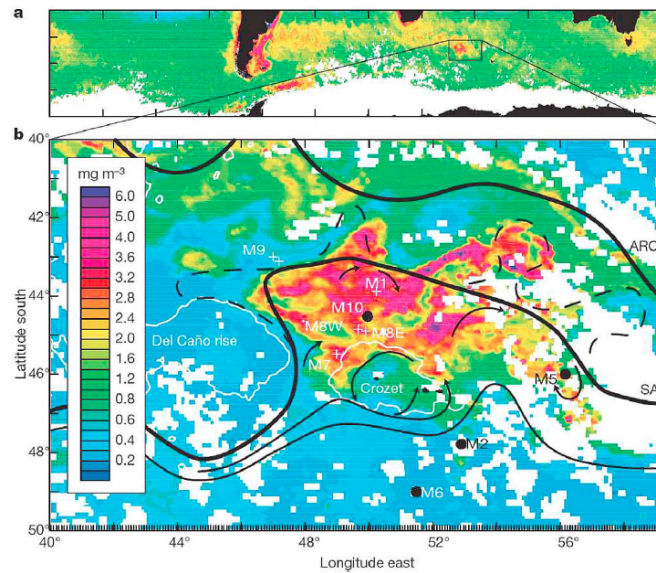 a
b
40°
mg m⁻³
6.0
5.0
4.0
3.6
3.2
2.8
2.4
2.0
1.6
1.2
0.8
0.6
0.4
0.2
42°
44°
46°
48°
50°
Latitude south
M9
ARC
M1
M10
M8W
M8E
Del Caño rise
M7
Crozet
M5
SA
M2
M6
40°
44°
48°
52°
56°
Longitude east